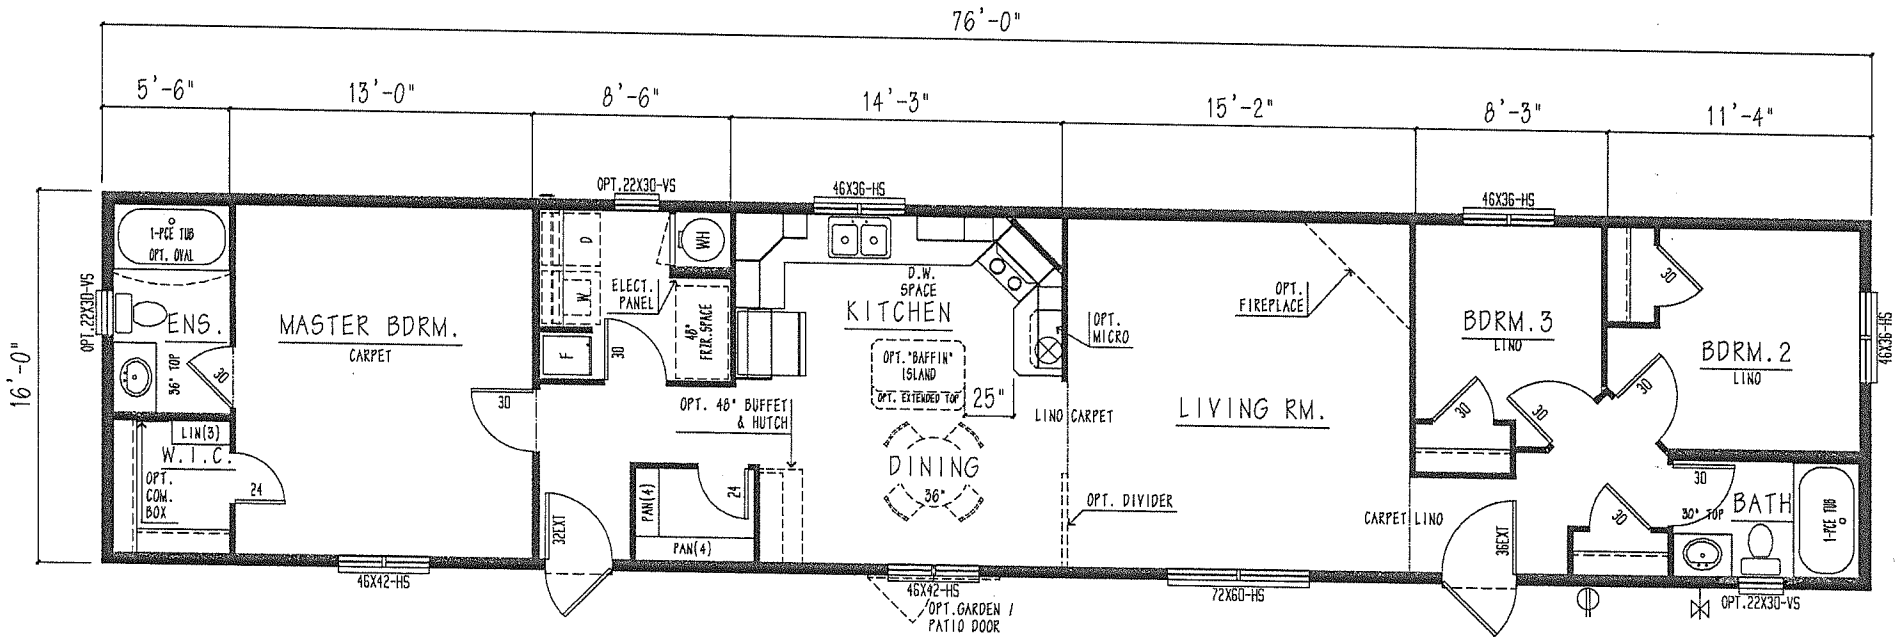 76'-0"
5'-6"
13'-0"
8'-6"
14'-3"
15'-2"
8'-3"
11'-4"
16'-0"
OPT.22X30-VS
46X36-HS
46X36-HS
1-PCE TUB
OPT. OVAL
OPT.22X30-VS
ENS.
36" TOP
30
MASTER BDRM.
CARPET
30
LIN(3)
W.I.C.
OPT.
COM.
BOX
24
46X42-HS
D
W
WH
ELECT.
PANEL
48"
FRZR.SPACE
F
30
D.W.
SPACE
KITCHEN
OPT."BAFFIN"
ISLAND
OPT. EXTENDED TOP
25"
OPT.
MICRO
OPT. 48" BUFFET
& HUTCH
LINO
CARPET
DINING
36"
PAN(4)
PAN(4)
24
32EXT
46X42-HS
OPT.GARDEN /
PATIO DOOR
OPT. DIVIDER
OPT.
FIREPLACE
LIVING RM.
72X60-HS
CARPET
LINO
36EXT
BDRM.3
LINO
30
30
30
BDRM.2
LINO
30
46X36-HS
30
BATH
30" TOP
30
1-PCE TUB
OPT.22X30-VS